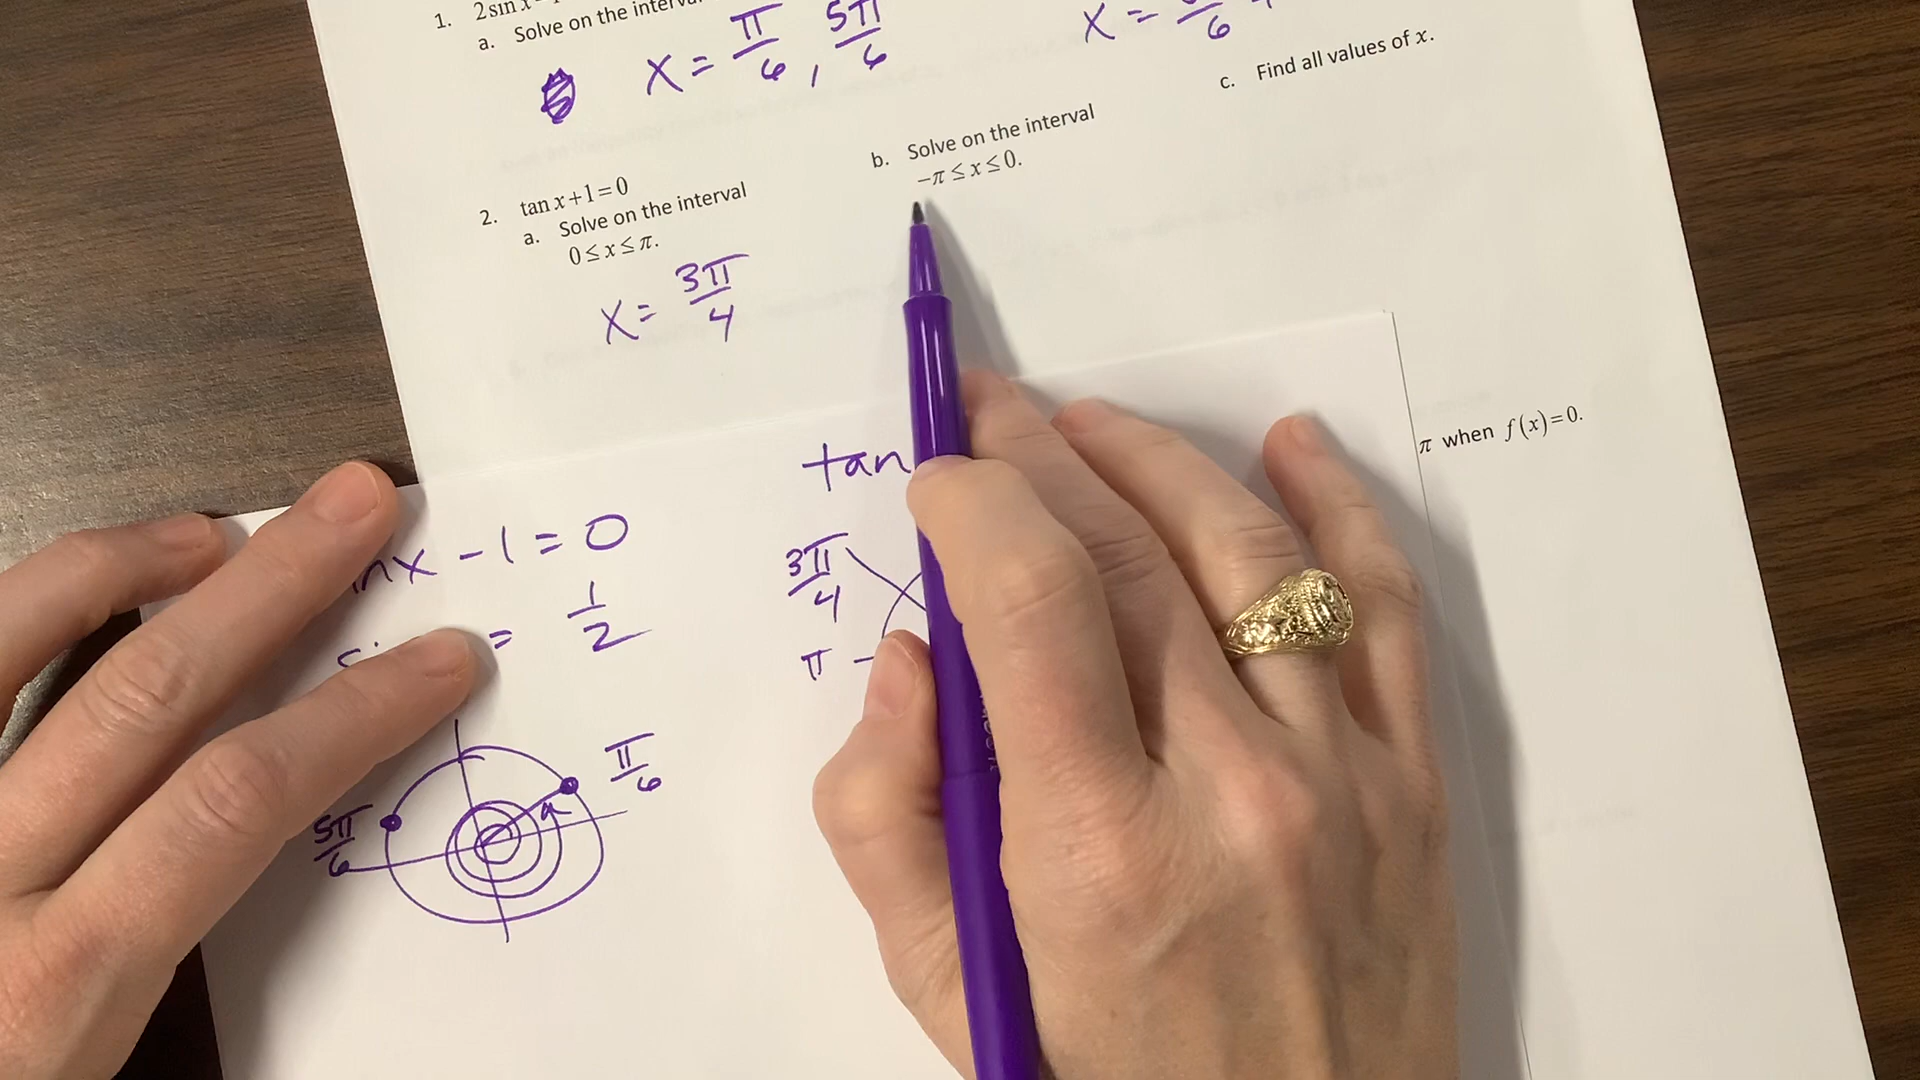 1. 2 sin x
a. Solve on the interval
x = π/6, 5π/6
x = /6
2. tan x + 1 = 0
a. Solve on the interval
0 ≤ x ≤ π.
x = 3π/4
b. Solve on the interval
−π ≤ x ≤ 0.
c. Find all values of x.
π when f(x) = 0.
nx − 1 = 0
= 1/2
π/6
5π/6
tan
3π/4
π